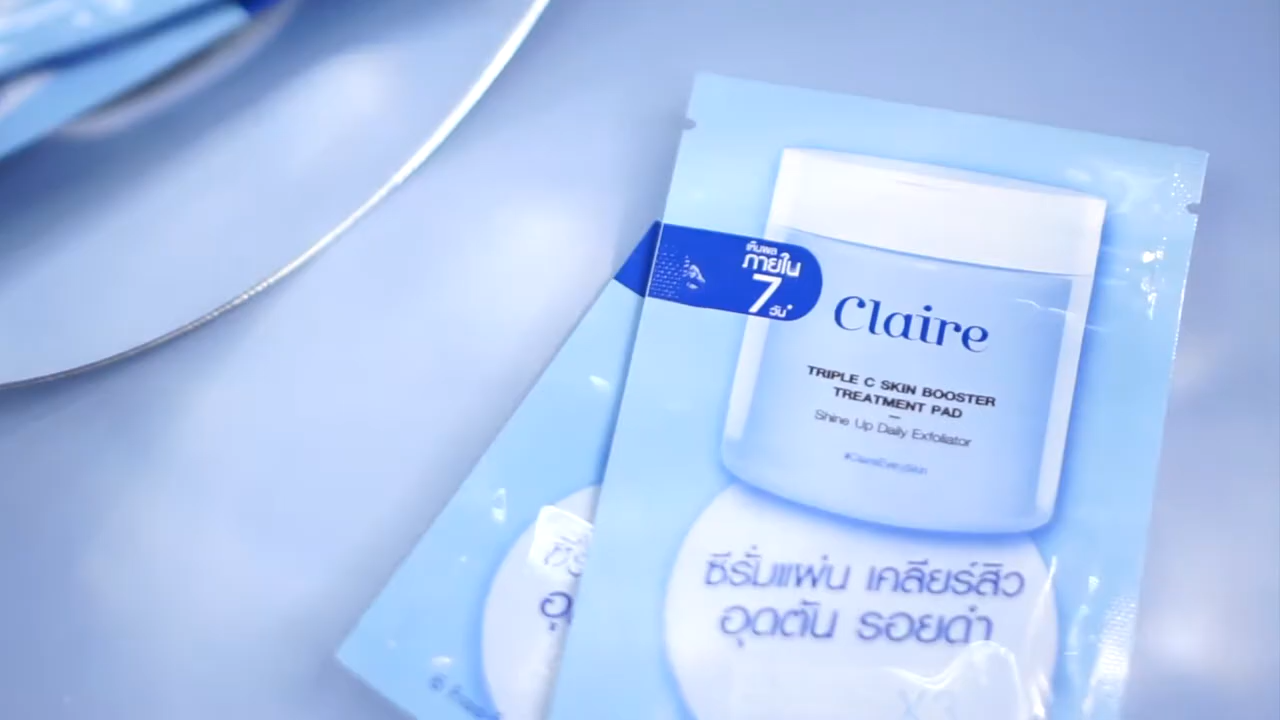 เห็นผล
ภายใน
7 วัน*
Claire
TRIPLE C SKIN BOOSTER
TREATMENT PAD
Shine Up Daily Exfoliator
#ClaireEverySkin
ซีรั่มแผ่น เคลียร์สิว
อุดตัน รอยดำ